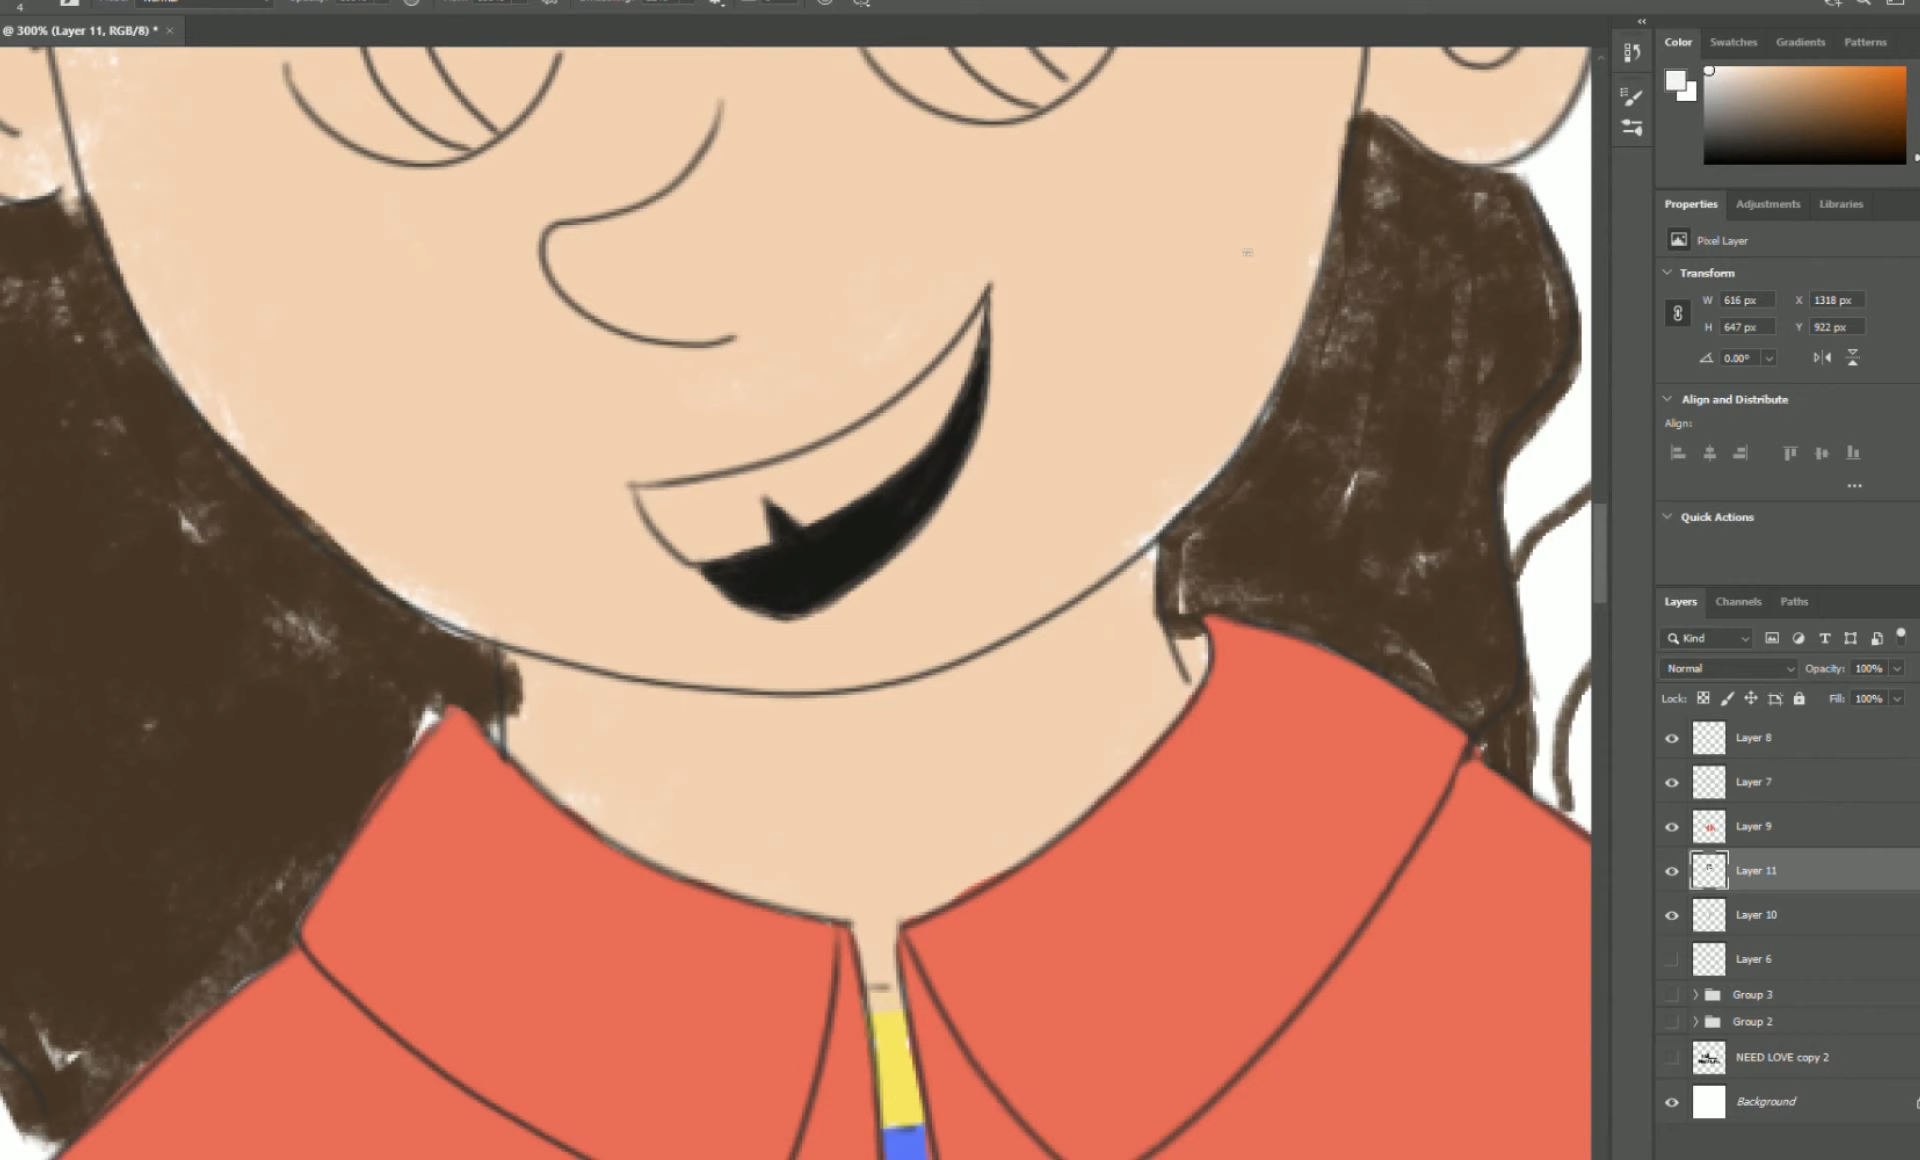 4
@ 300% (Layer 11, RGB/8) * ×
Color Swatches Gradients Patterns
Properties Adjustments Libraries
Pixel Layer
Transform
W 616 px X 1318 px
H 647 px Y 922 px
0.00°
Align and Distribute
Align:
Quick Actions
Layers Channels Paths
Kind
Normal Opacity: 100%
Lock: Fill: 100%
Layer 8
Layer 7
Layer 9
Layer 11
Layer 10
Layer 6
Group 3
Group 2
NEED LOVE copy 2
Background